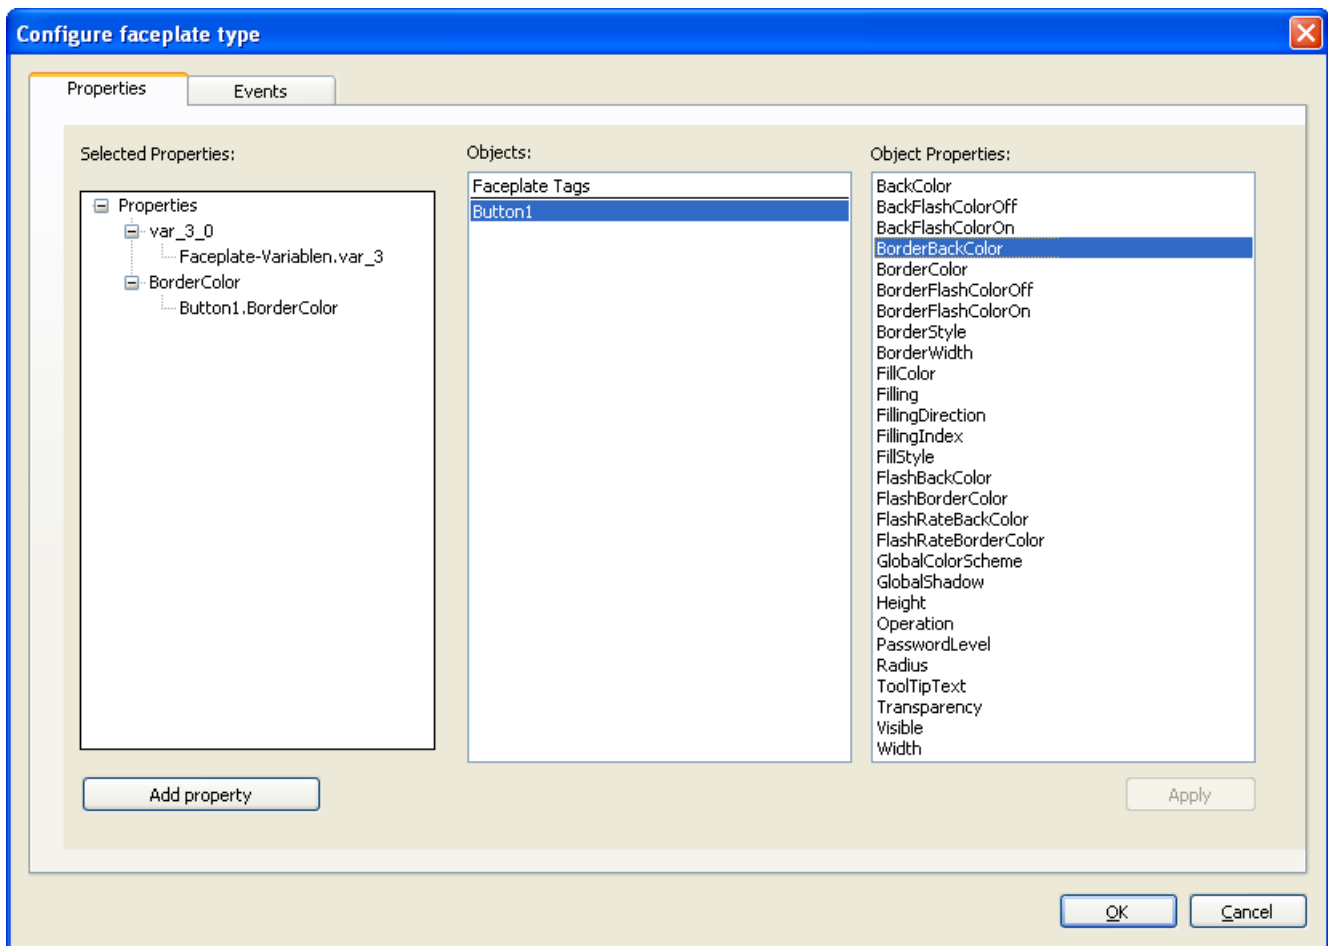 Configure faceplate type
Properties
Events
Selected Properties:
Properties
var_3_0
Faceplate-Variablen.var_3
BorderColor
Button1.BorderColor
Add property
Objects:
Faceplate Tags
Button1
Object Properties:
BackColor
BackFlashColorOff
BackFlashColorOn
BorderBackColor
BorderColor
BorderFlashColorOff
BorderFlashColorOn
BorderStyle
BorderWidth
FillColor
Filling
FillingDirection
FillingIndex
FillStyle
FlashBackColor
FlashBorderColor
FlashRateBackColor
FlashRateBorderColor
GlobalColorScheme
GlobalShadow
Height
Operation
PasswordLevel
Radius
ToolTipText
Transparency
Visible
Width
Apply
OK
Cancel